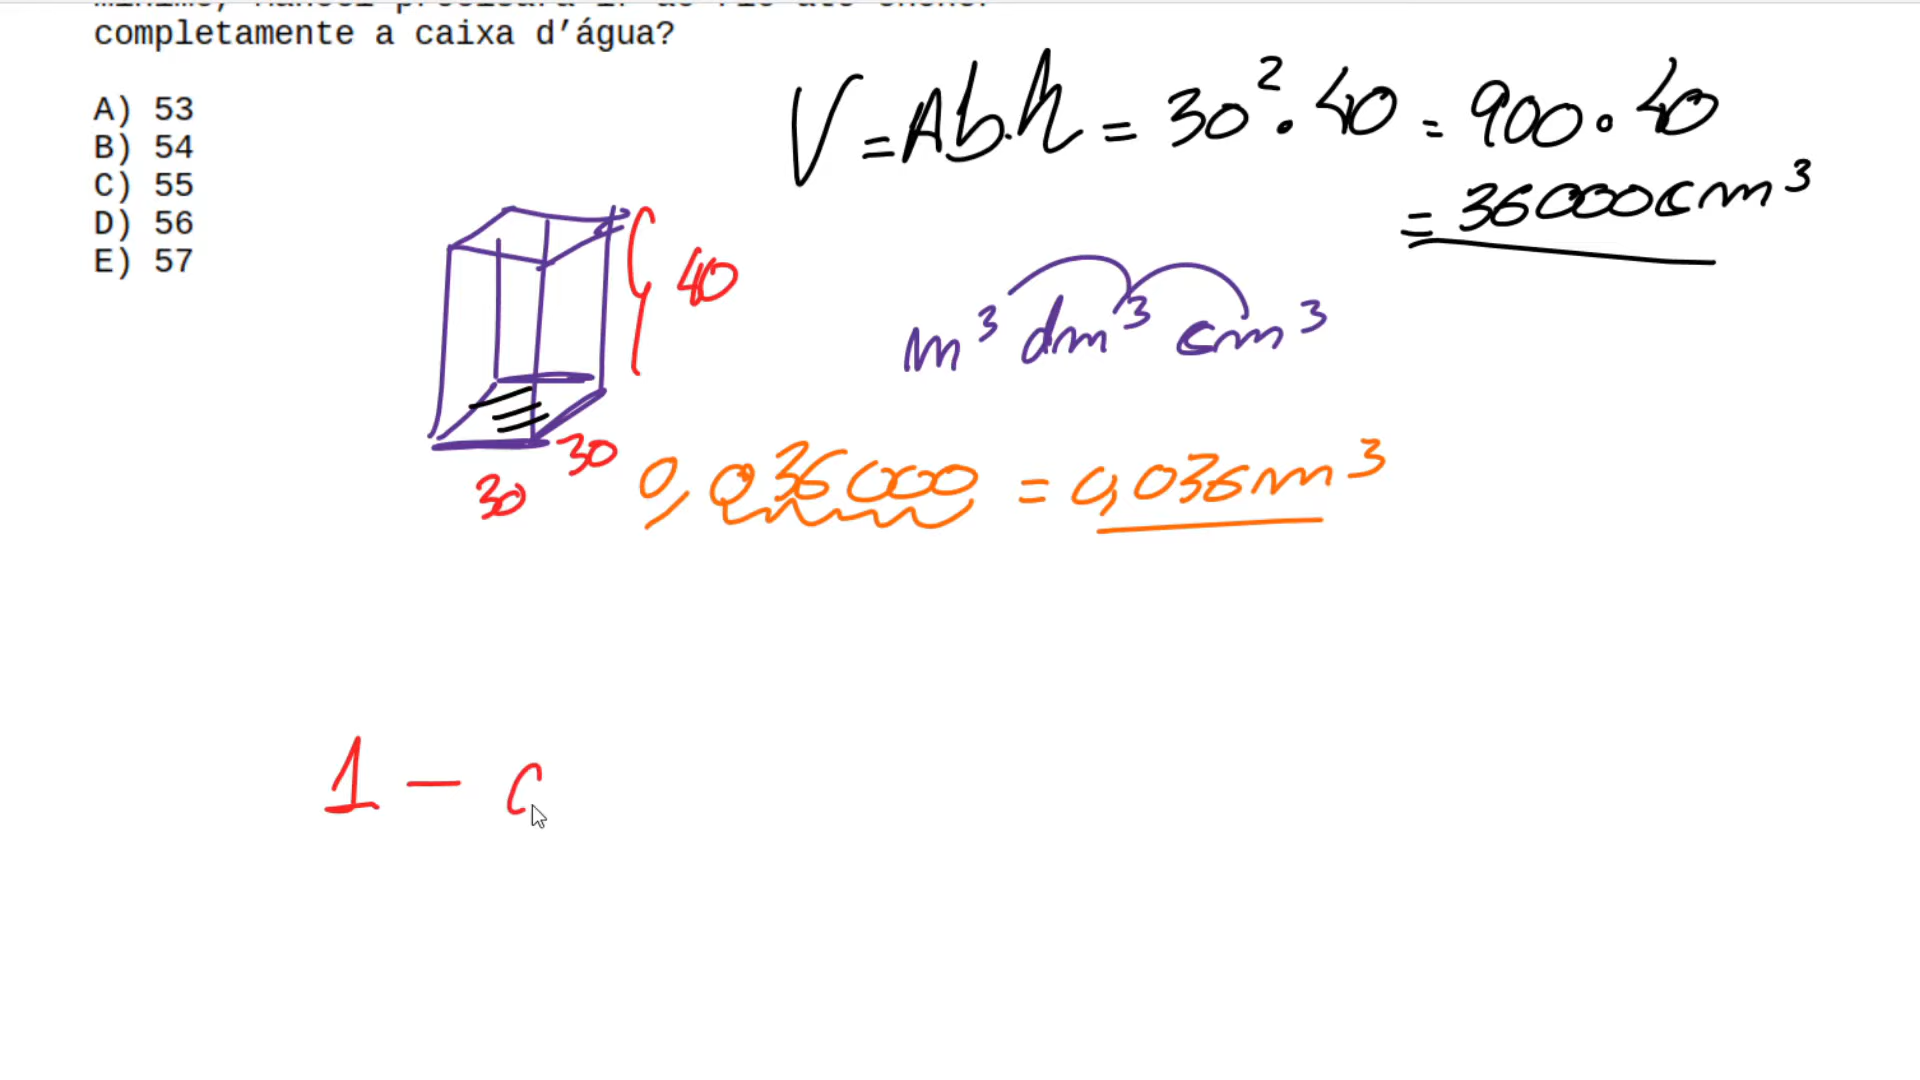 completamente a caixa d’água?
A) 53
B) 54
C) 55
D) 56
E) 57
V = Ab.h = 30² . 40 = 900 . 40
= 36000cm³
40
m³ dm³ cm³
30
30
0,036000 = 0,036m³
1 –